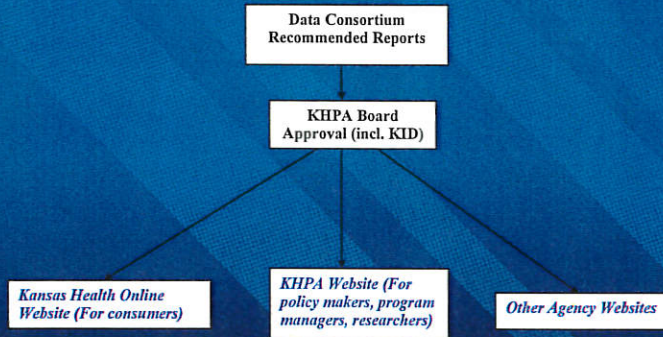 Data Consortium
Recommended Reports
KHPA Board
Approval (incl. KID)
Kansas Health Online
Website (For consumers)
KHPA Website (For
policy makers, program
managers, researchers)
Other Agency Websites